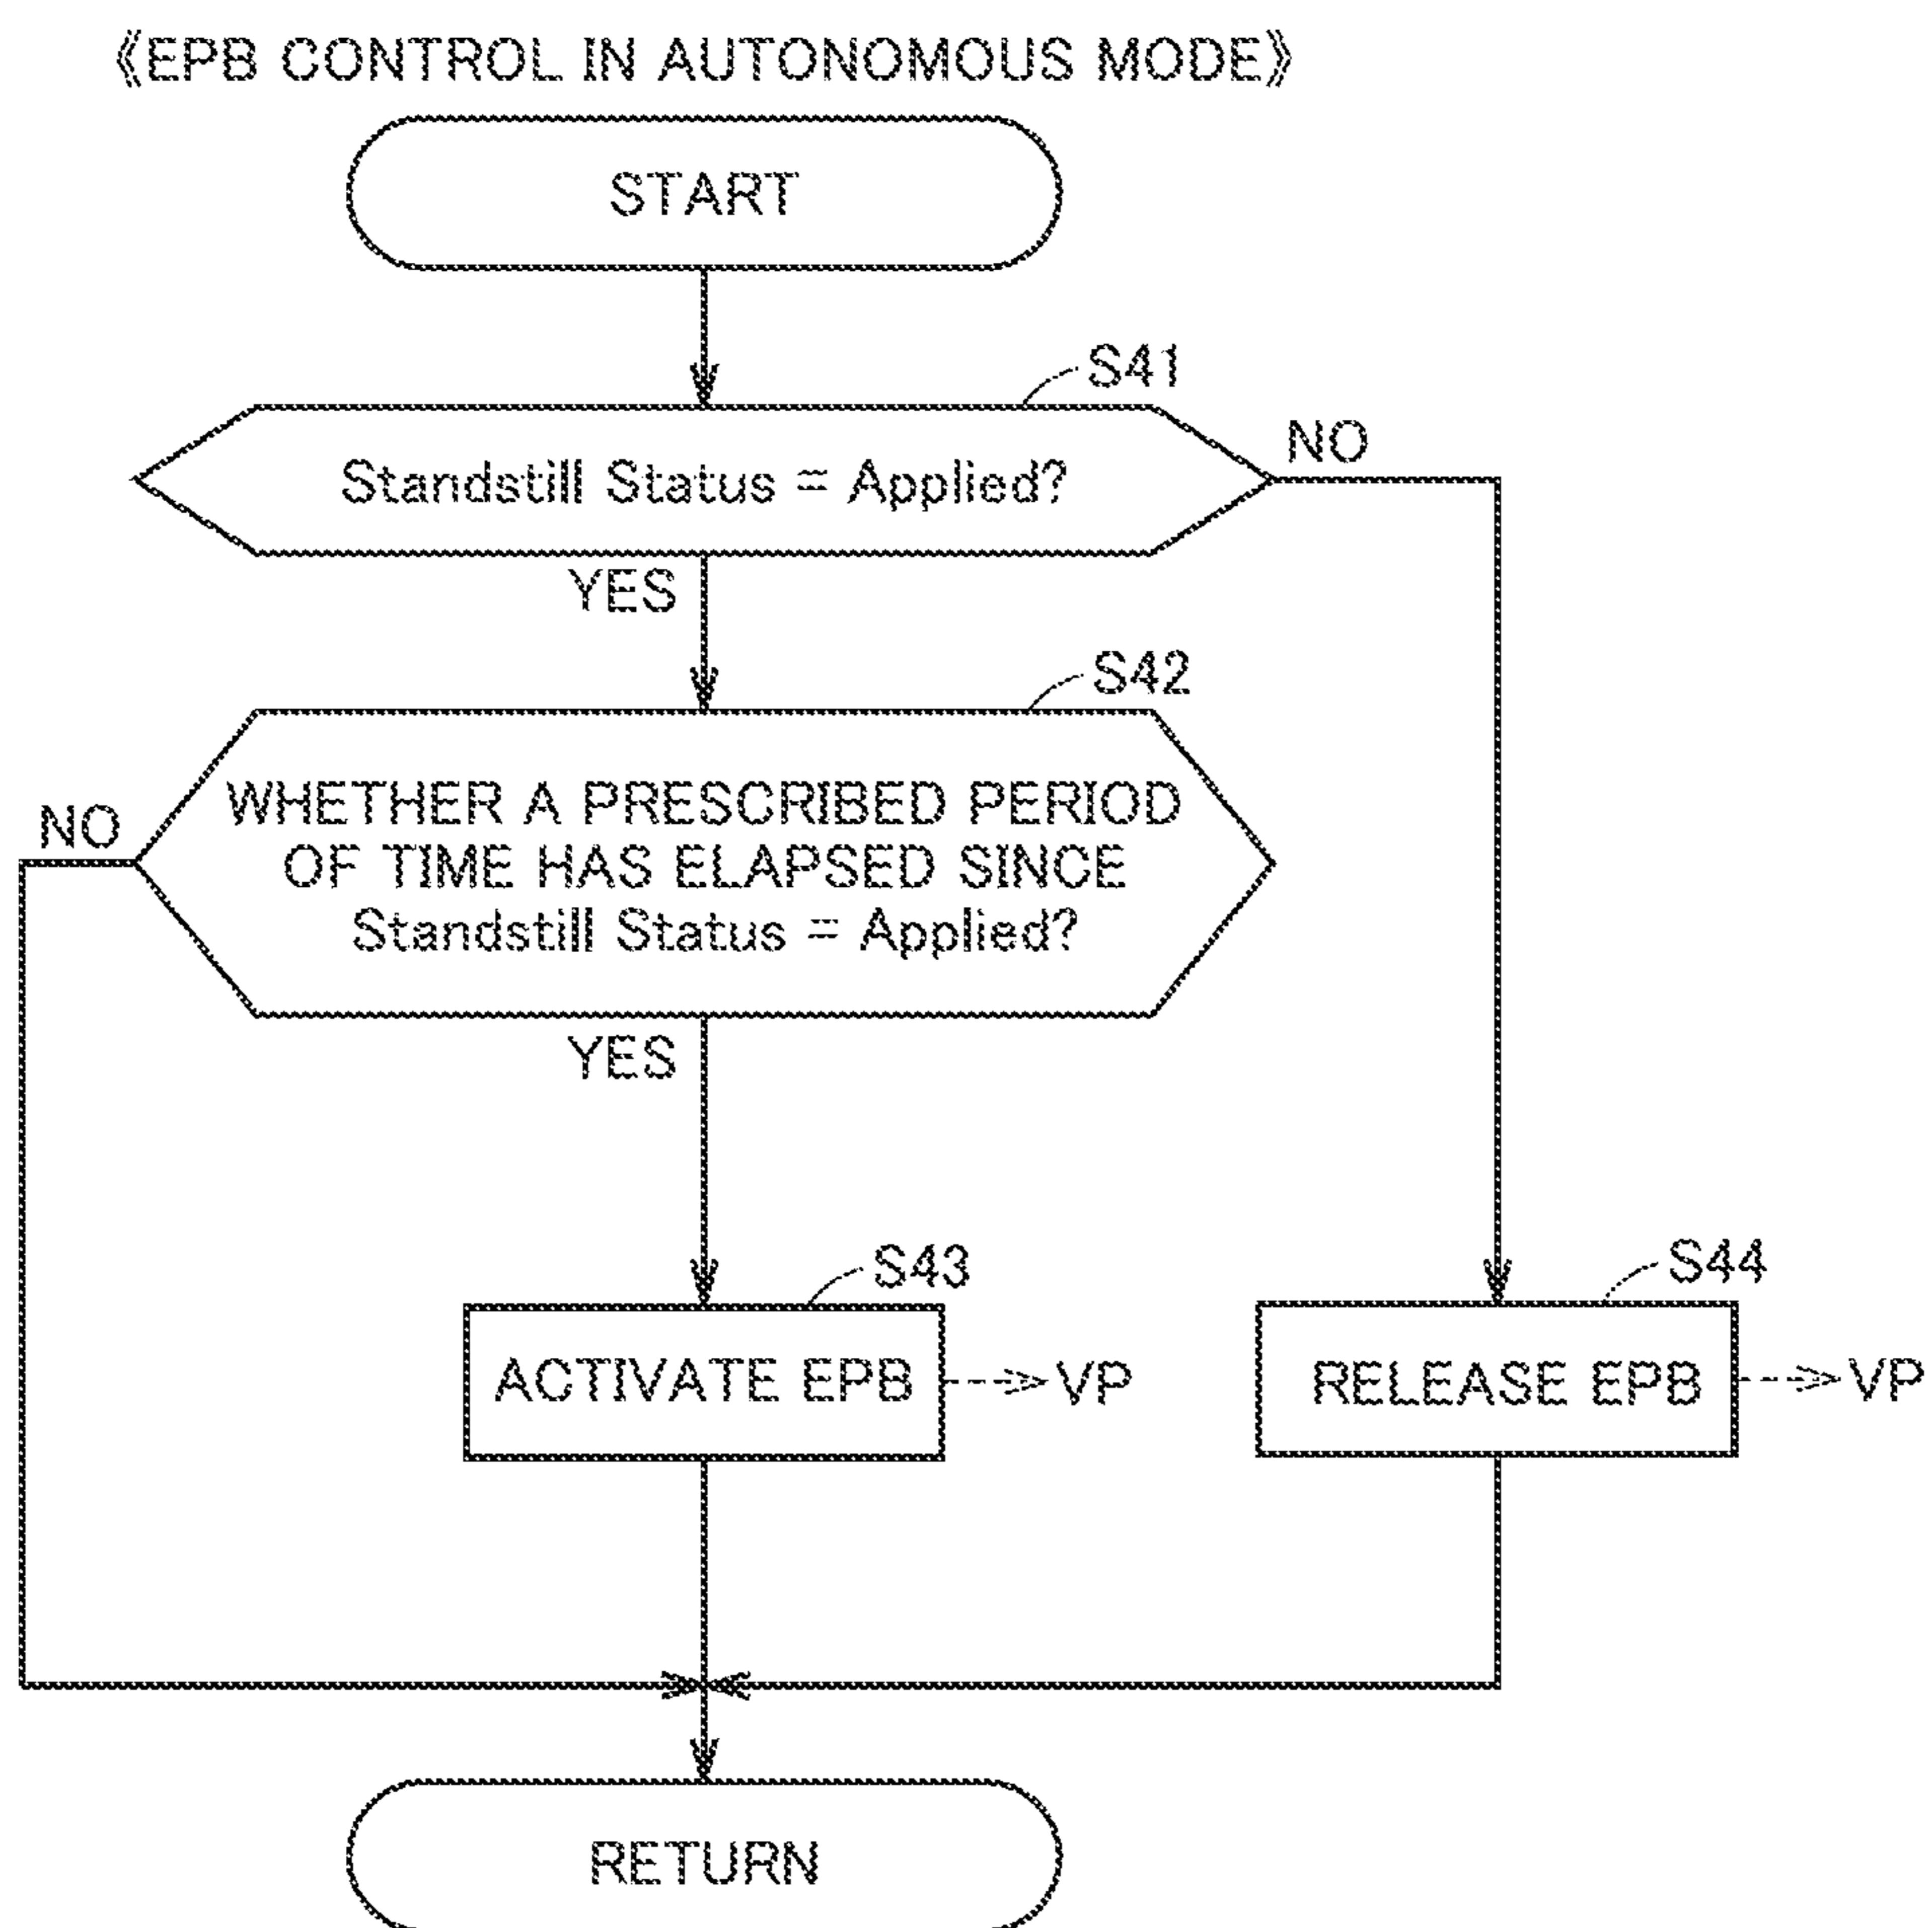 《EPB CONTROL IN AUTONOMOUS MODE》
START
S41
Standstill Status = Applied?
NO
YES
S42
WHETHER A PRESCRIBED PERIOD
OF TIME HAS ELAPSED SINCE
Standstill Status = Applied?
NO
YES
S43
ACTIVATE EPB
VP
S44
RELEASE EPB
VP
RETURN